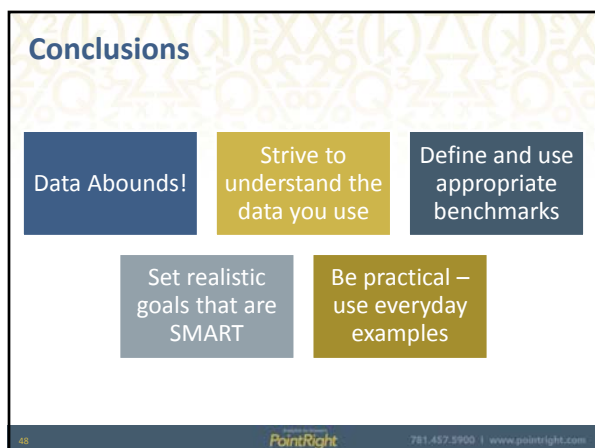 Conclusions
Data Abounds!
Strive to
understand the
data you use
Define and use
appropriate
benchmarks
Set realistic
goals that are
SMART
Be practical –
use everyday
examples
48
PointRight
781.457.5900 | www.pointright.com